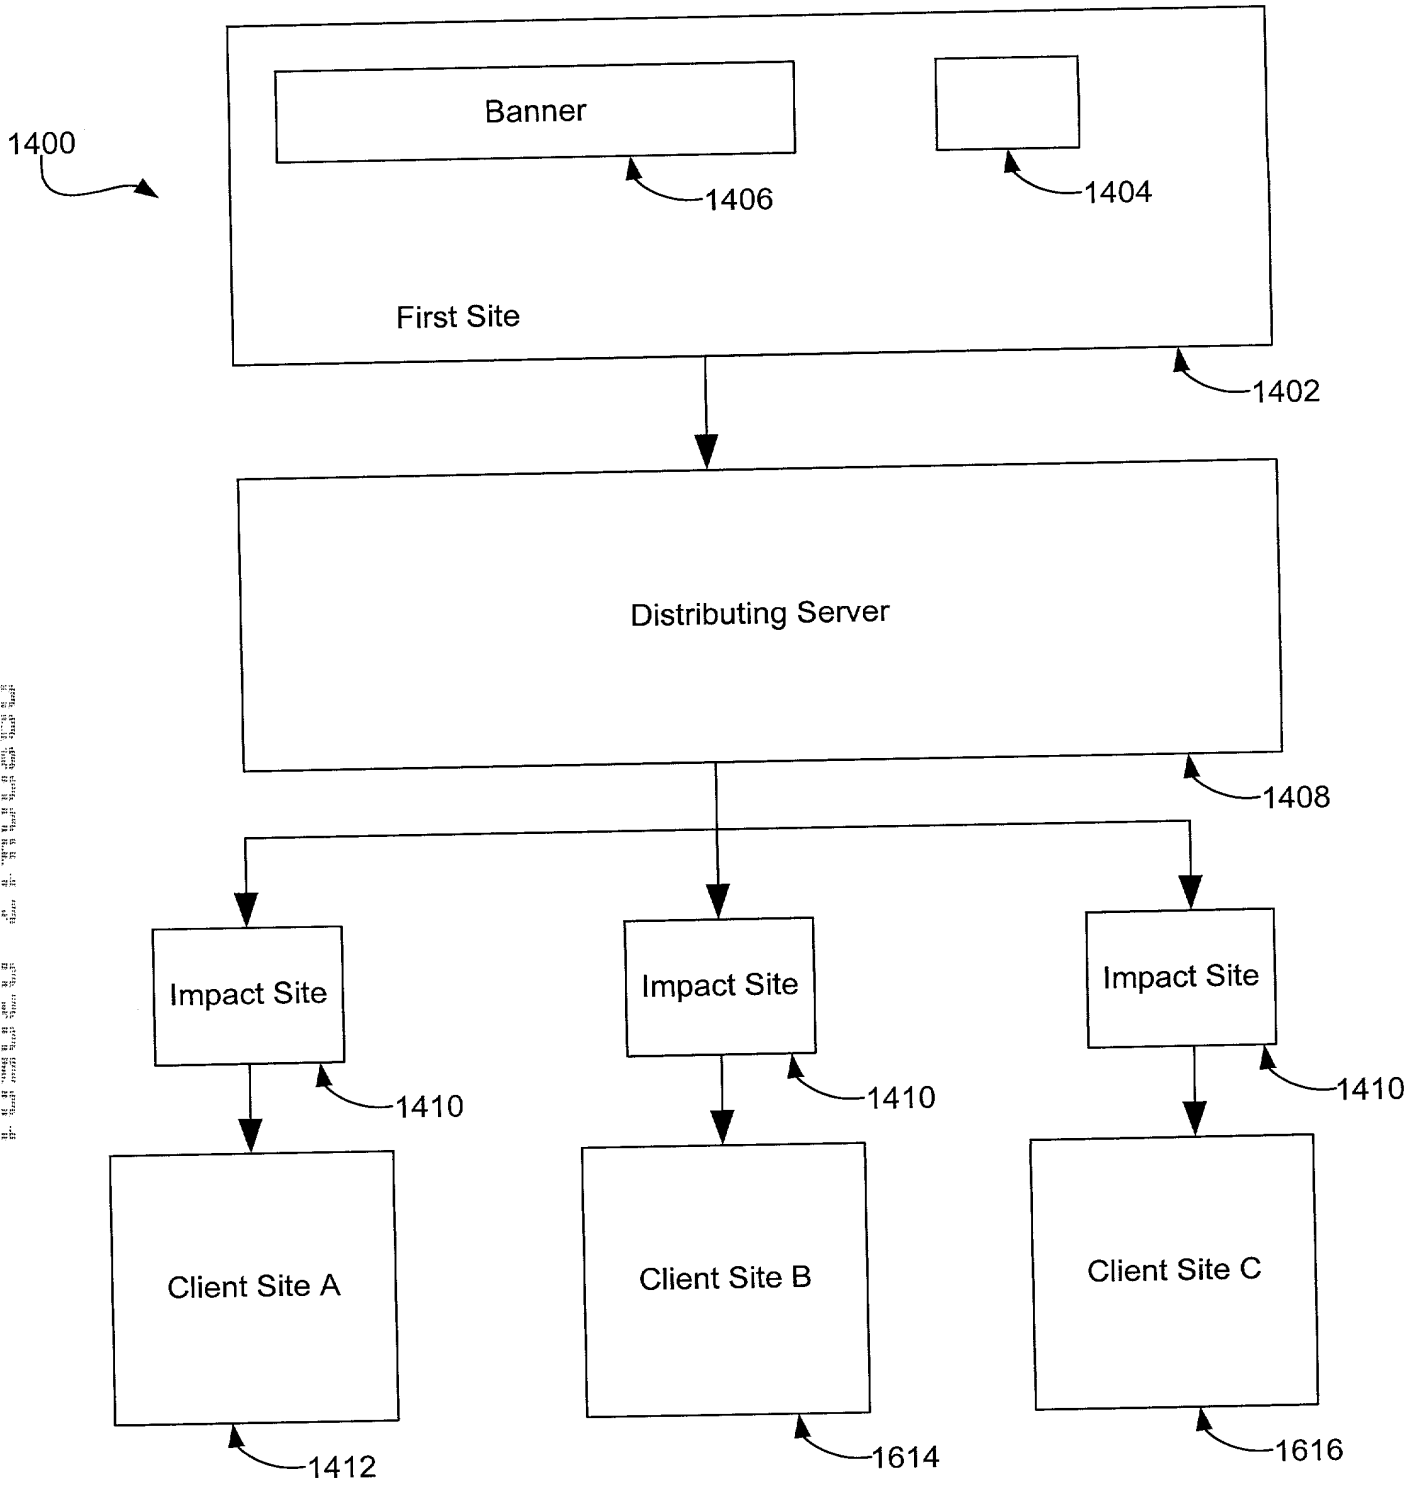 1400
Banner
1406
1404
First Site
1402
Distributing Server
1408
Impact Site
Impact Site
Impact Site
1410
1410
1410
Client Site A
Client Site B
Client Site C
1412
1614
1616